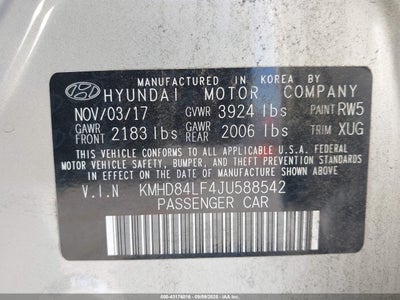 MANUFACTURED IN KOREA BY
HYUNDAI MOTOR COMPANY
NOV/03/17 GVWR 3924 lbs PAINT RW5
GAWR FRONT 2183 lbs GAWR REAR 2006 lbs TRIM XUG
THIS VEHICLE CONFORMS TO ALL APPLICABLE U.S.A. FEDERAL
MOTOR VEHICLE SAFETY, BUMPER, AND THEFT PREVENTION STANDARDS
IN EFFECT ON THE DATE OF MANUFACTURE SHOWN ABOVE.
V.I.N KMHD84LF4JU588542
PASSENGER CAR